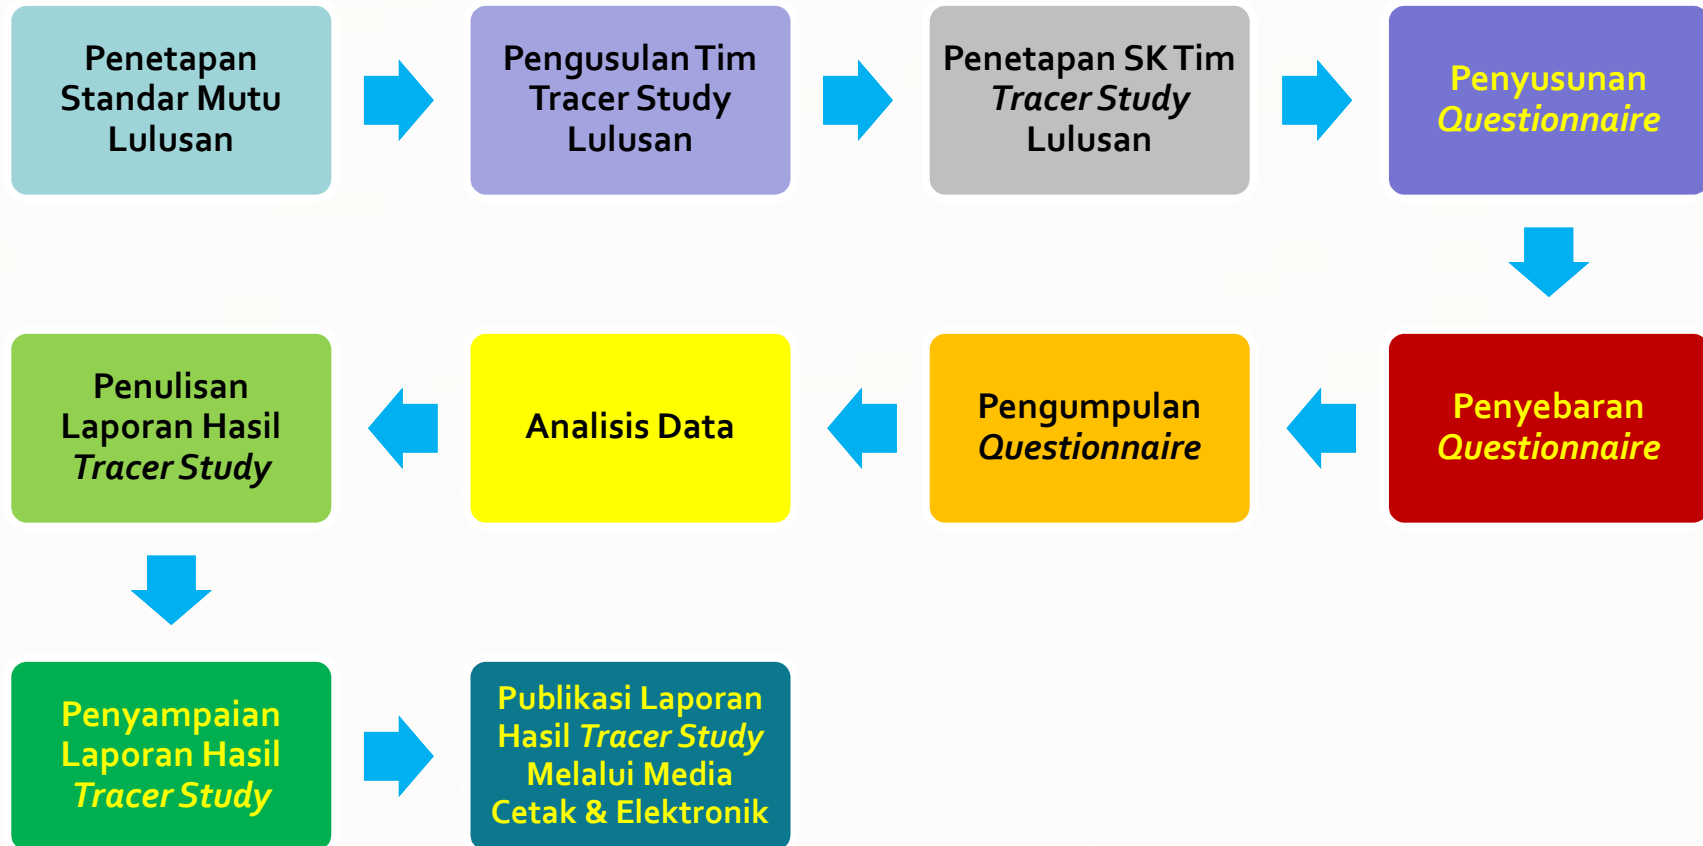 Penetapan
Standar Mutu
Lulusan
Pengusulan Tim
Tracer Study
Lulusan
Penetapan SK Tim
Tracer Study
Lulusan
Penyusunan
Questionnaire
Penyebaran
Questionnaire
Pengumpulan
Questionnaire
Analisis Data
Penulisan
Laporan Hasil
Tracer Study
Penyampaian
Laporan Hasil
Tracer Study
Publikasi Laporan
Hasil Tracer Study
Melalui Media
Cetak & Elektronik